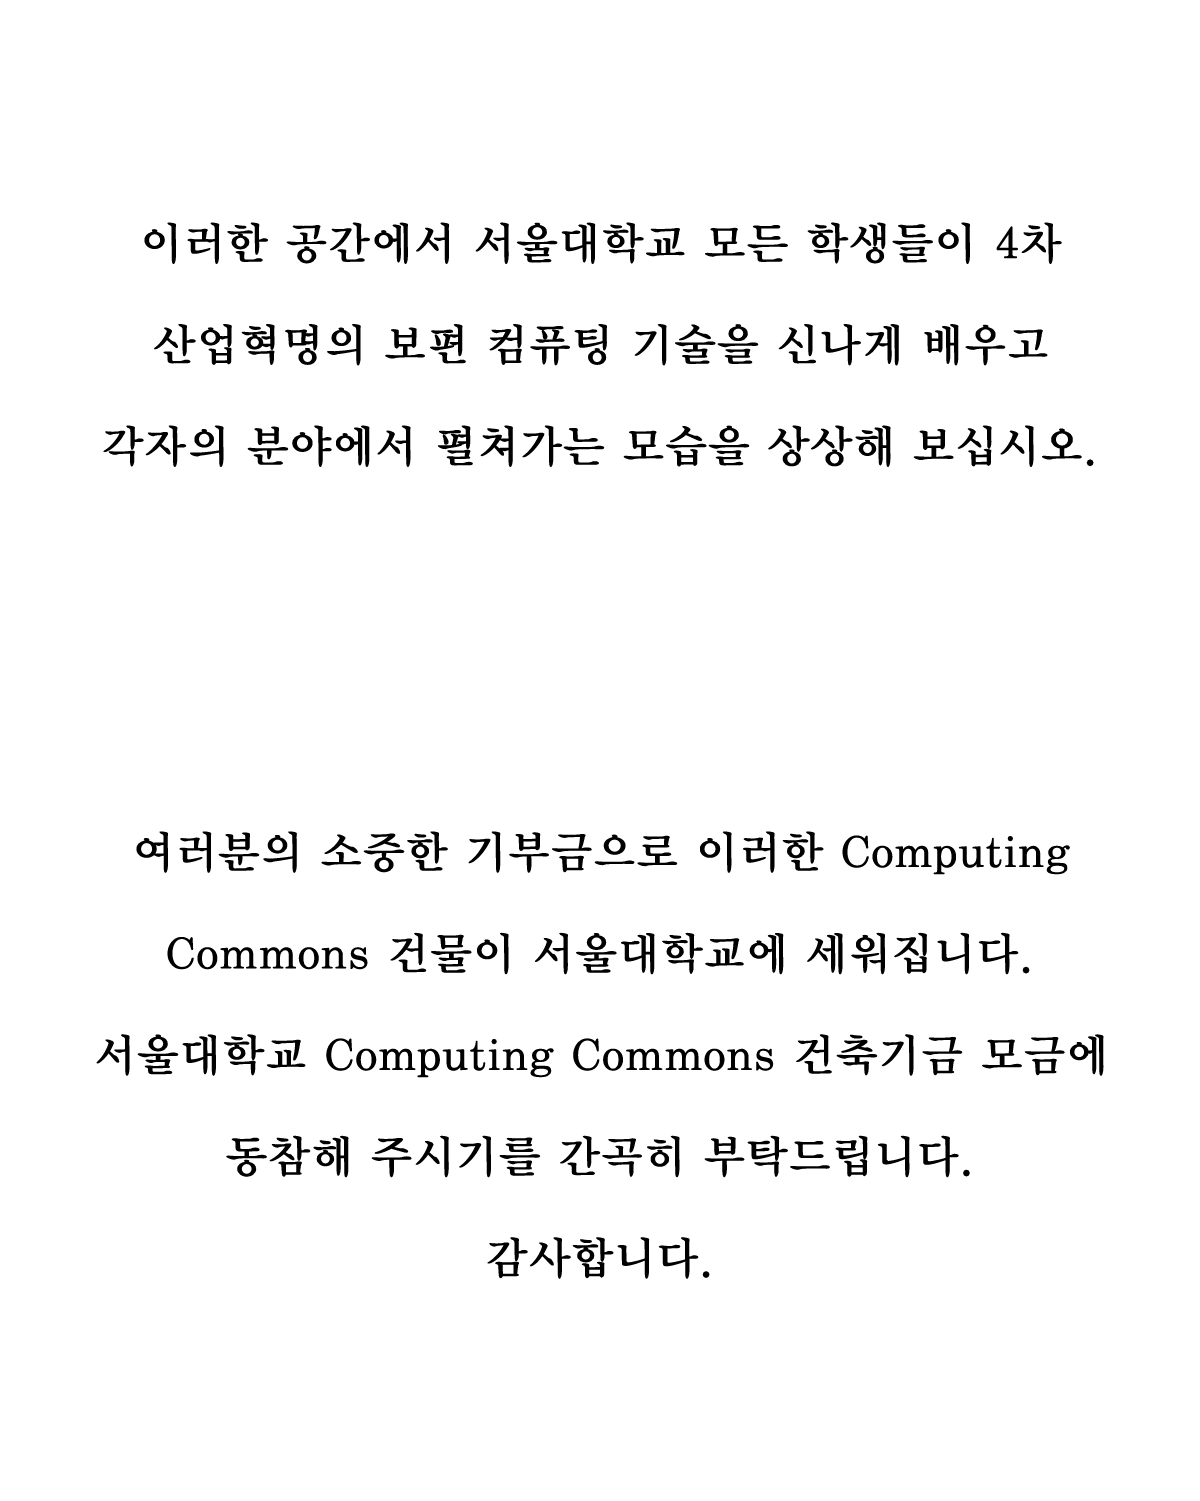 이러한 공간에서 서울대학교 모든 학생들이 4차
산업혁명의 보편 컴퓨팅 기술을 신나게 배우고
각자의 분야에서 펼쳐가는 모습을 상상해 보십시오.
여러분의 소중한 기부금으로 이러한 Computing
Commons 건물이 서울대학교에 세워집니다.
서울대학교 Computing Commons 건축기금 모금에
동참해 주시기를 간곡히 부탁드립니다.
감사합니다.